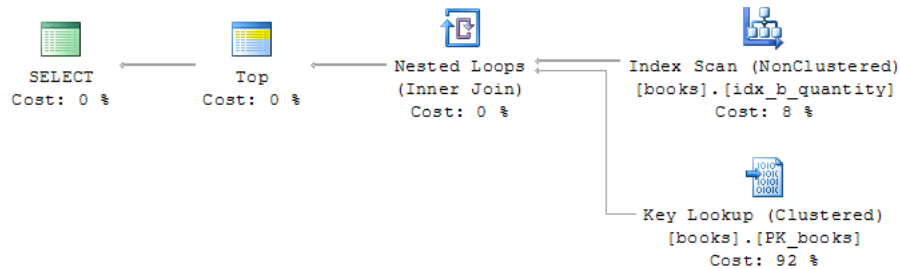 SELECT
Cost: 0 %
Top
Cost: 0 %
Nested Loops
(Inner Join)
Cost: 0 %
Index Scan (NonClustered)
[books].[idx_b_quantity]
Cost: 8 %
Key Lookup (Clustered)
[books].[PK_books]
Cost: 92 %